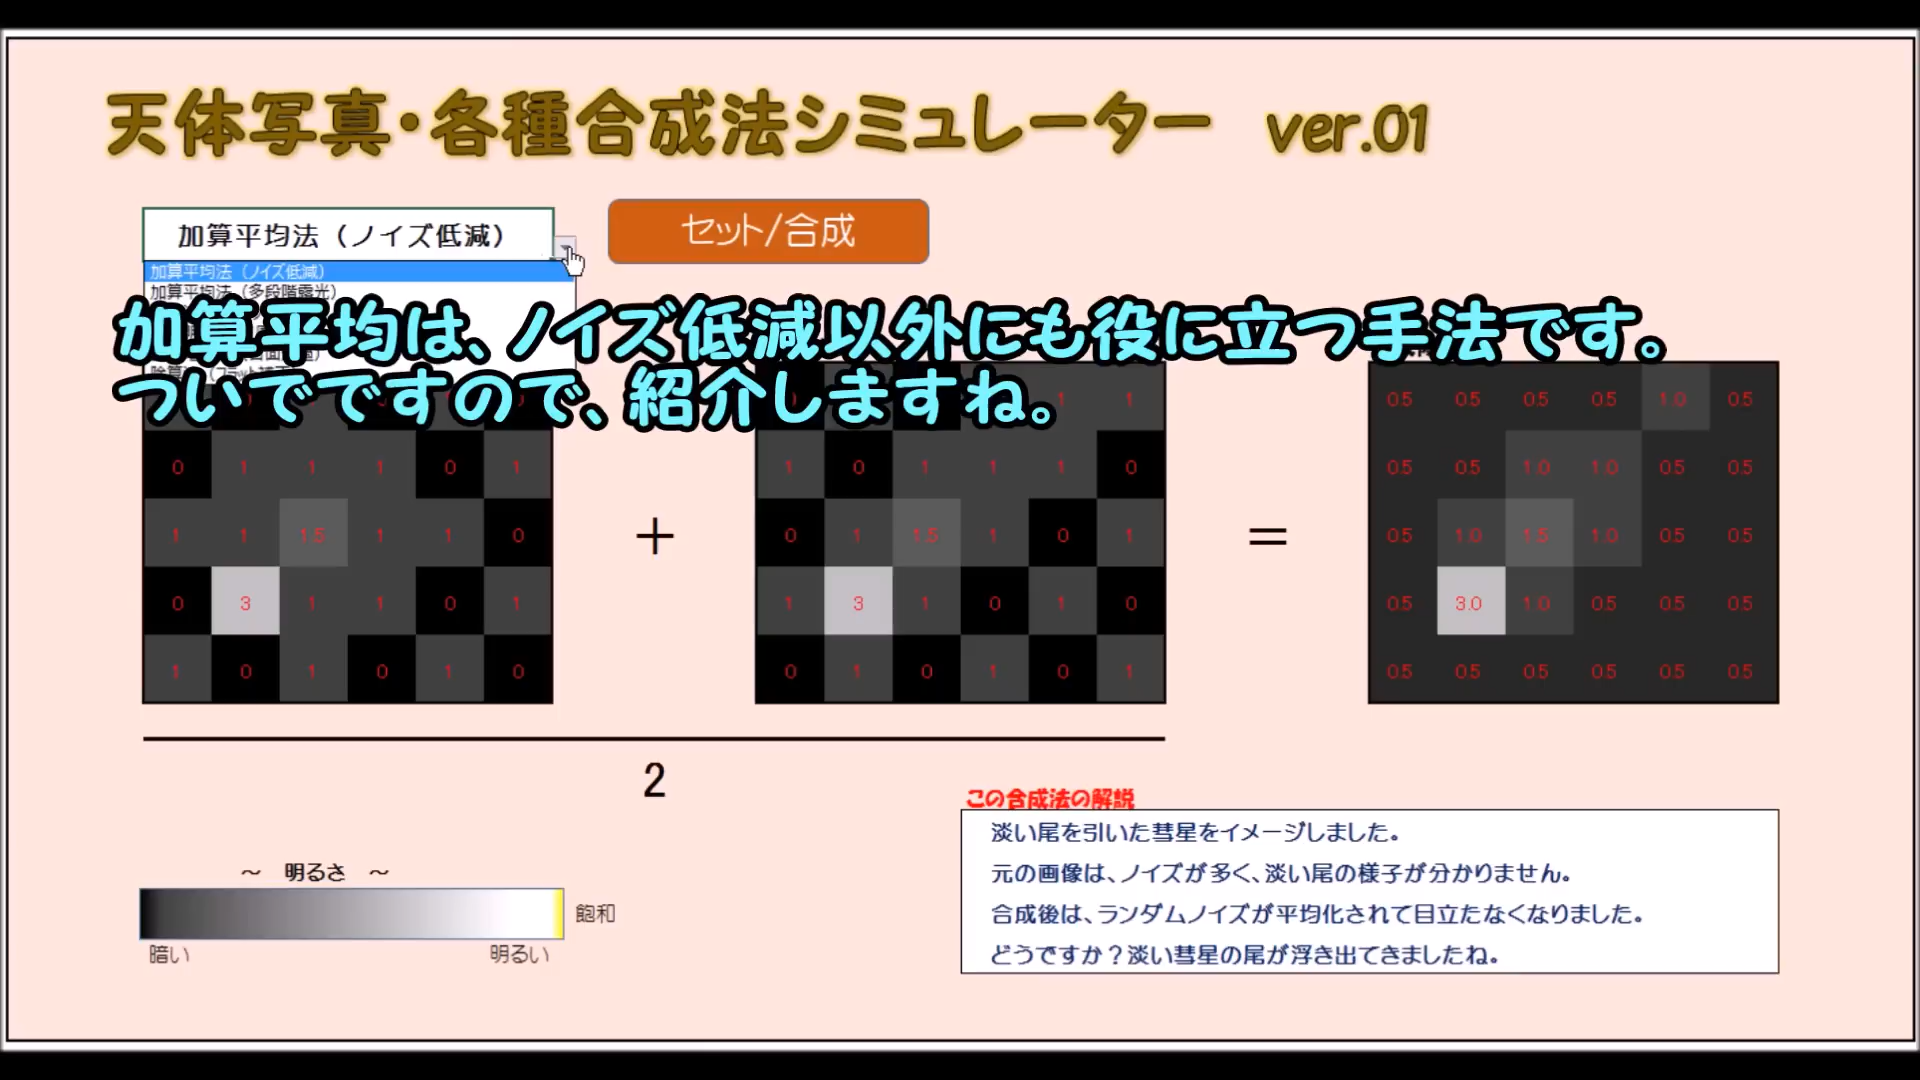 天体写真・各種合成法シミュレーター ver.01
加算平均法（ノイズ低減）
セット/合成
加算平均法（ノイズ低減）
加算平均法（多段階露光）
加算平均は、ノイズ低減以外にも役に立つ手法です。
ついでですので、紹介しますね。
1 1
0.5 0.5 0.5 0.5 1.0 0.5
0 1 1 1 0 1
1 0 1 1 1 0
0.5 0.5 1.0 1.0 0.5 0.5
1 1 1.5 1 1 0
+
0 1 1.5 1 0 1
=
0.5 1.0 1.5 1.0 0.5 0.5
0 3 1 1 0 1
1 3 1 0 1 0
0.5 3.0 1.0 0.5 0.5 0.5
1 0 1 0 1 0
0 1 0 1 0 1
0.5 0.5 0.5 0.5 0.5 0.5
2
この合成法の解説
淡い尾を引いた彗星をイメージしました。
元の画像は、ノイズが多く、淡い尾の様子が分かりません。
合成後は、ランダムノイズが平均化されて目立たなくなりました。
どうですか？淡い彗星の尾が浮き出てきましたね。
～ 明るさ ～
飽和
暗い
明るい